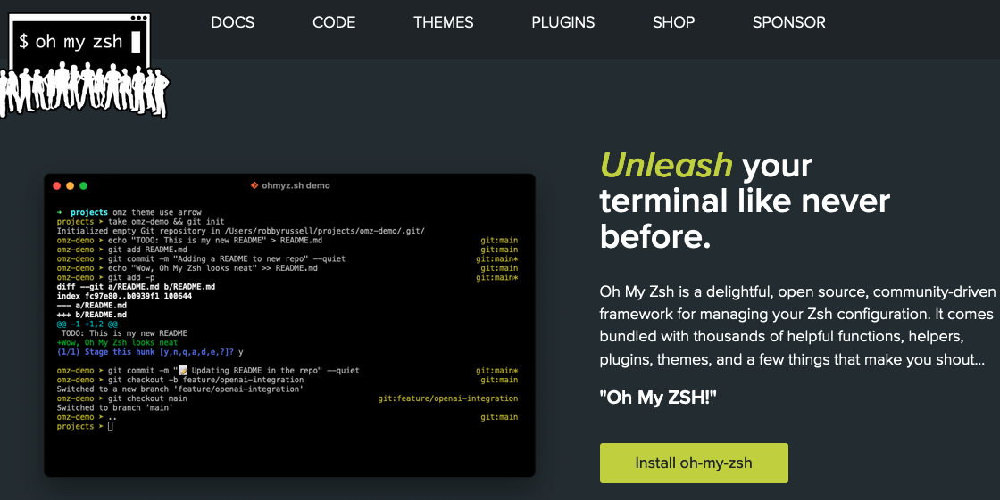 $ oh my zsh
DOCS CODE THEMES PLUGINS SHOP SPONSOR
ohmyz.sh demo
➜ projects omz theme use arrow
projects ➤ take omz-demo && git init
Initialized empty Git repository in /Users/robbyrussell/projects/omz-demo/.git/
omz-demo ➤ echo "TODO: This is my new README" > README.md git:main
omz-demo ➤ git add README.md git:main
omz-demo ➤ git commit -m "Adding a README to new repo" --quiet git:main*
omz-demo ➤ echo "Wow, Oh My Zsh looks neat" >> README.md git:main
omz-demo ➤ git add -p git:main*
diff --git a/README.md b/README.md
index fc97e80..b0939f1 100644
--- a/README.md
+++ b/README.md
@@ -1 +1,2 @@
TODO: This is my new README
+Wow, Oh My Zsh looks neat
(1/1) Stage this hunk [y,n,q,a,d,e,?]? y
omz-demo ➤ git commit -m "📝 Updating README in the repo" --quiet git:main*
omz-demo ➤ git checkout -b feature/openai-integration git:main
Switched to a new branch 'feature/openai-integration'
omz-demo ➤ git checkout main git:feature/openai-integration
Switched to branch 'main'
omz-demo ➤ .. git:main
projects ➤
Unleash your
terminal like never
before.
Oh My Zsh is a delightful, open source, community-driven
framework for managing your Zsh configuration. It comes
bundled with thousands of helpful functions, helpers,
plugins, themes, and a few things that make you shout...
"Oh My ZSH!"
Install oh-my-zsh